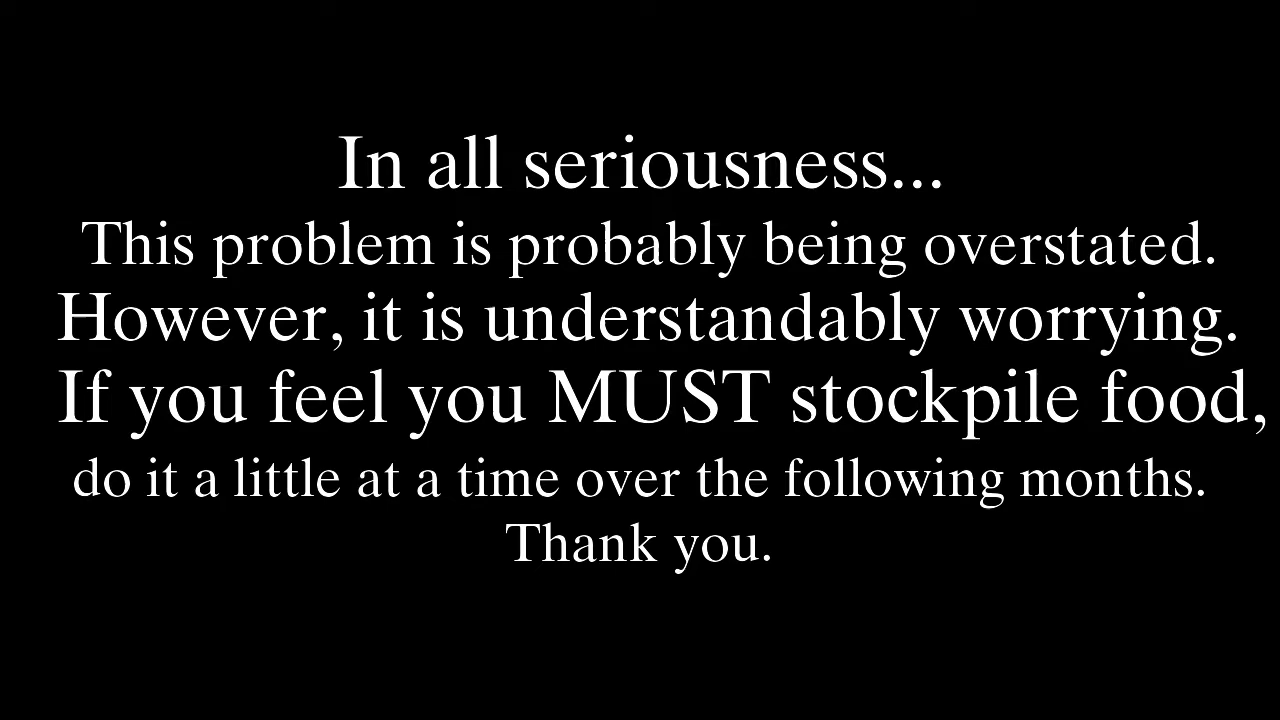 In all seriousness...
This problem is probably being overstated.
However, it is understandably worrying.
If you feel you MUST stockpile food,
do it a little at a time over the following months.
Thank you.